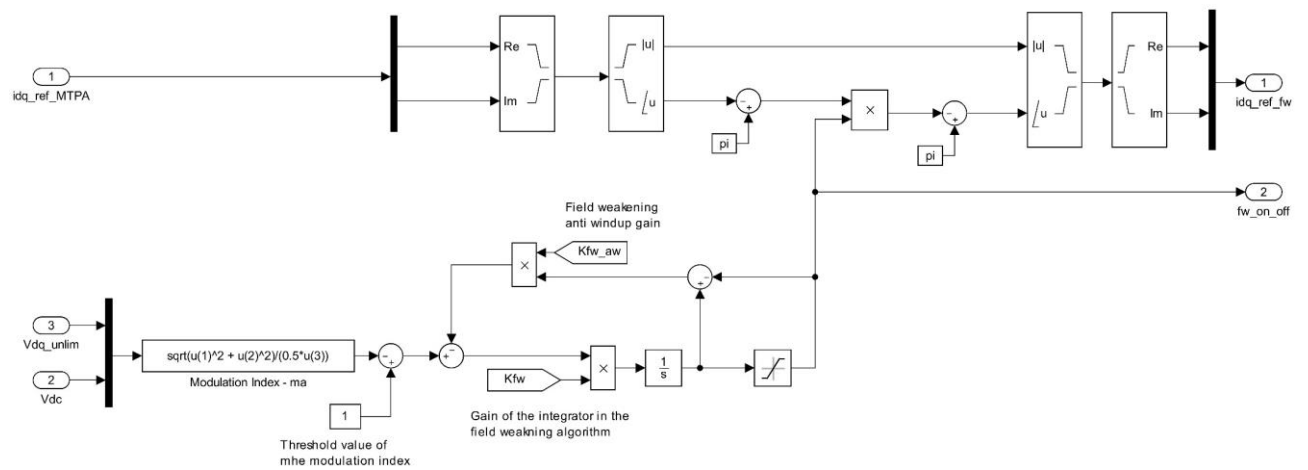 1
idq_ref_MTPA
Re
Im
|u|
∠u
pi
×
pi
|u|
∠u
Re
Im
1
idq_ref_fw
2
fw_on_off
Field weakening
anti windup gain
Kfw_aw
×
3
Vdq_unlim
2
Vdc
sqrt(u(1)^2 + u(2)^2)/(0.5*u(3))
Modulation Index - ma
1
Threshold value of
mhe modulation index
Kfw
Gain of the integrator in the
field weakning algorithm
×
1
s